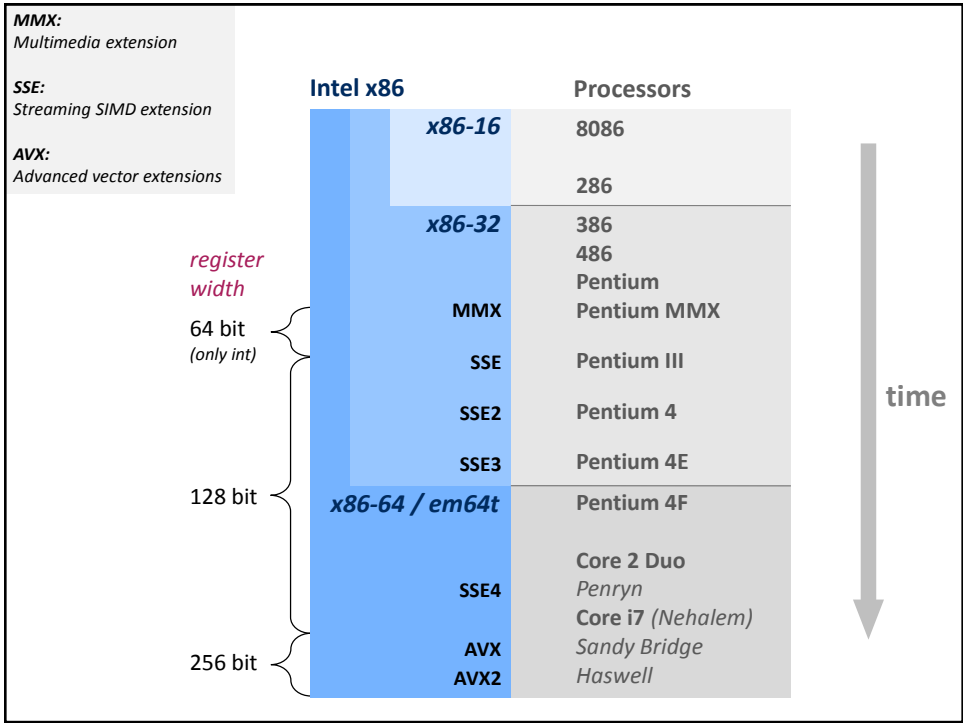 MMX:
Multimedia extension
SSE:
Streaming SIMD extension
AVX:
Advanced vector extensions
Intel x86
Processors
x86-16
8086
286
x86-32
386
486
Pentium
register
width
MMX
Pentium MMX
64 bit
(only int)
SSE
Pentium III
time
SSE2
Pentium 4
SSE3
Pentium 4E
128 bit
x86-64 / em64t
Pentium 4F
Core 2 Duo
SSE4
Penryn
Core i7 (Nehalem)
256 bit
AVX
Sandy Bridge
AVX2
Haswell